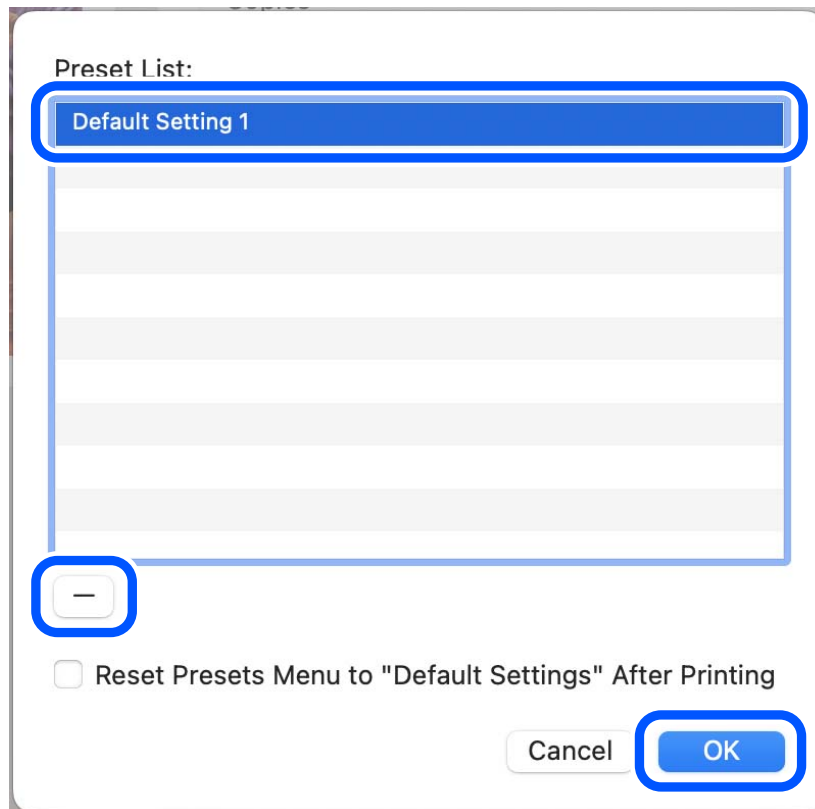 Preset List:
Default Setting 1
—
Reset Presets Menu to "Default Settings" After Printing
Cancel
OK